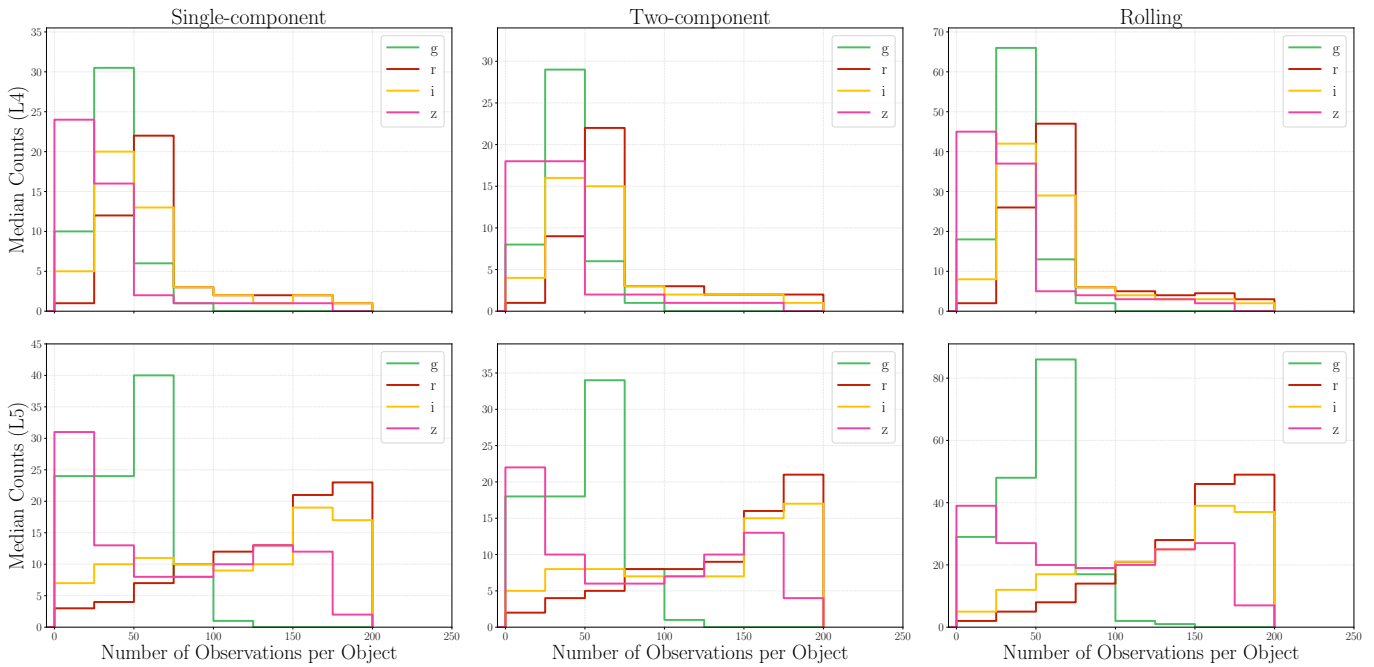 Single-component
Two-component
Rolling
Median Counts (L4)
35
30
25
20
15
10
5
0
g
r
i
z
30
20
10
0
g
r
i
z
70
60
50
40
30
20
10
0
g
r
i
z
Median Counts (L5)
45
40
35
30
25
20
15
10
5
0
0
50
100
150
200
250
g
r
i
z
Number of Observations per Object
35
30
25
20
15
10
5
0
0
50
100
150
200
250
g
r
i
z
Number of Observations per Object
80
60
40
20
0
0
50
100
150
200
250
g
r
i
z
Number of Observations per Object